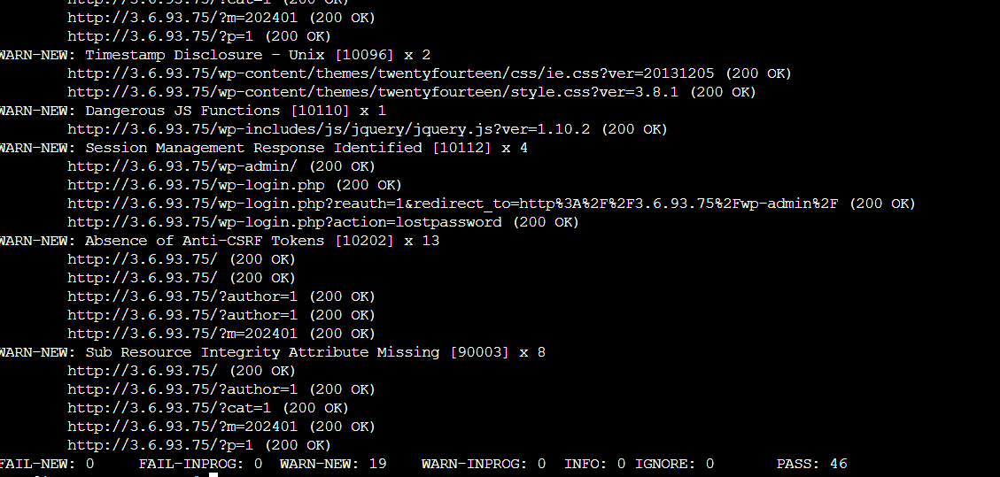 http://3.6.93.75/?cat=1 (200 OK)
http://3.6.93.75/?m=202401 (200 OK)
http://3.6.93.75/?p=1 (200 OK)
WARN-NEW: Timestamp Disclosure - Unix [10096] x 2
http://3.6.93.75/wp-content/themes/twentyfourteen/css/ie.css?ver=20131205 (200 OK)
http://3.6.93.75/wp-content/themes/twentyfourteen/style.css?ver=3.8.1 (200 OK)
WARN-NEW: Dangerous JS Functions [10110] x 1
http://3.6.93.75/wp-includes/js/jquery/jquery.js?ver=1.10.2 (200 OK)
WARN-NEW: Session Management Response Identified [10112] x 4
http://3.6.93.75/wp-admin/ (200 OK)
http://3.6.93.75/wp-login.php (200 OK)
http://3.6.93.75/wp-login.php?reauth=1&redirect_to=http%3A%2F%2F3.6.93.75%2Fwp-admin%2F (200 OK)
http://3.6.93.75/wp-login.php?action=lostpassword (200 OK)
WARN-NEW: Absence of Anti-CSRF Tokens [10202] x 13
http://3.6.93.75/ (200 OK)
http://3.6.93.75/ (200 OK)
http://3.6.93.75/?author=1 (200 OK)
http://3.6.93.75/?author=1 (200 OK)
http://3.6.93.75/?m=202401 (200 OK)
WARN-NEW: Sub Resource Integrity Attribute Missing [90003] x 8
http://3.6.93.75/ (200 OK)
http://3.6.93.75/?author=1 (200 OK)
http://3.6.93.75/?cat=1 (200 OK)
http://3.6.93.75/?m=202401 (200 OK)
http://3.6.93.75/?p=1 (200 OK)
FAIL-NEW: 0 FAIL-INPROG: 0 WARN-NEW: 19 WARN-INPROG: 0 INFO: 0 IGNORE: 0 PASS: 46